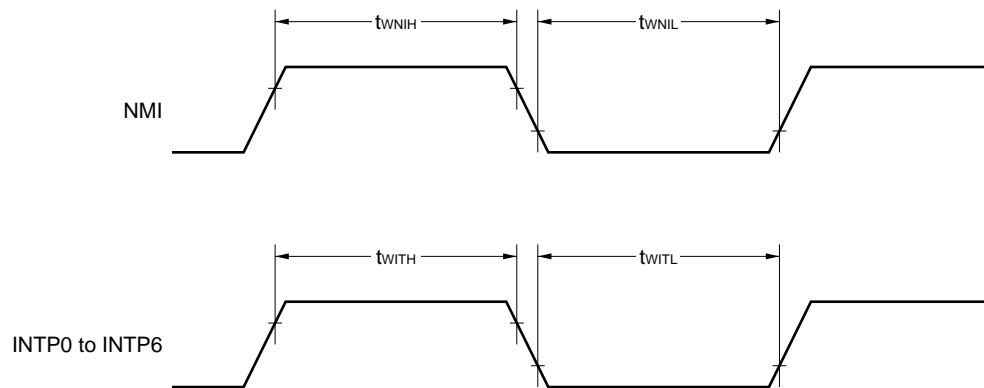 tWNIH
tWNIL
NMI
tWITH
tWITL
INTP0 to INTP6